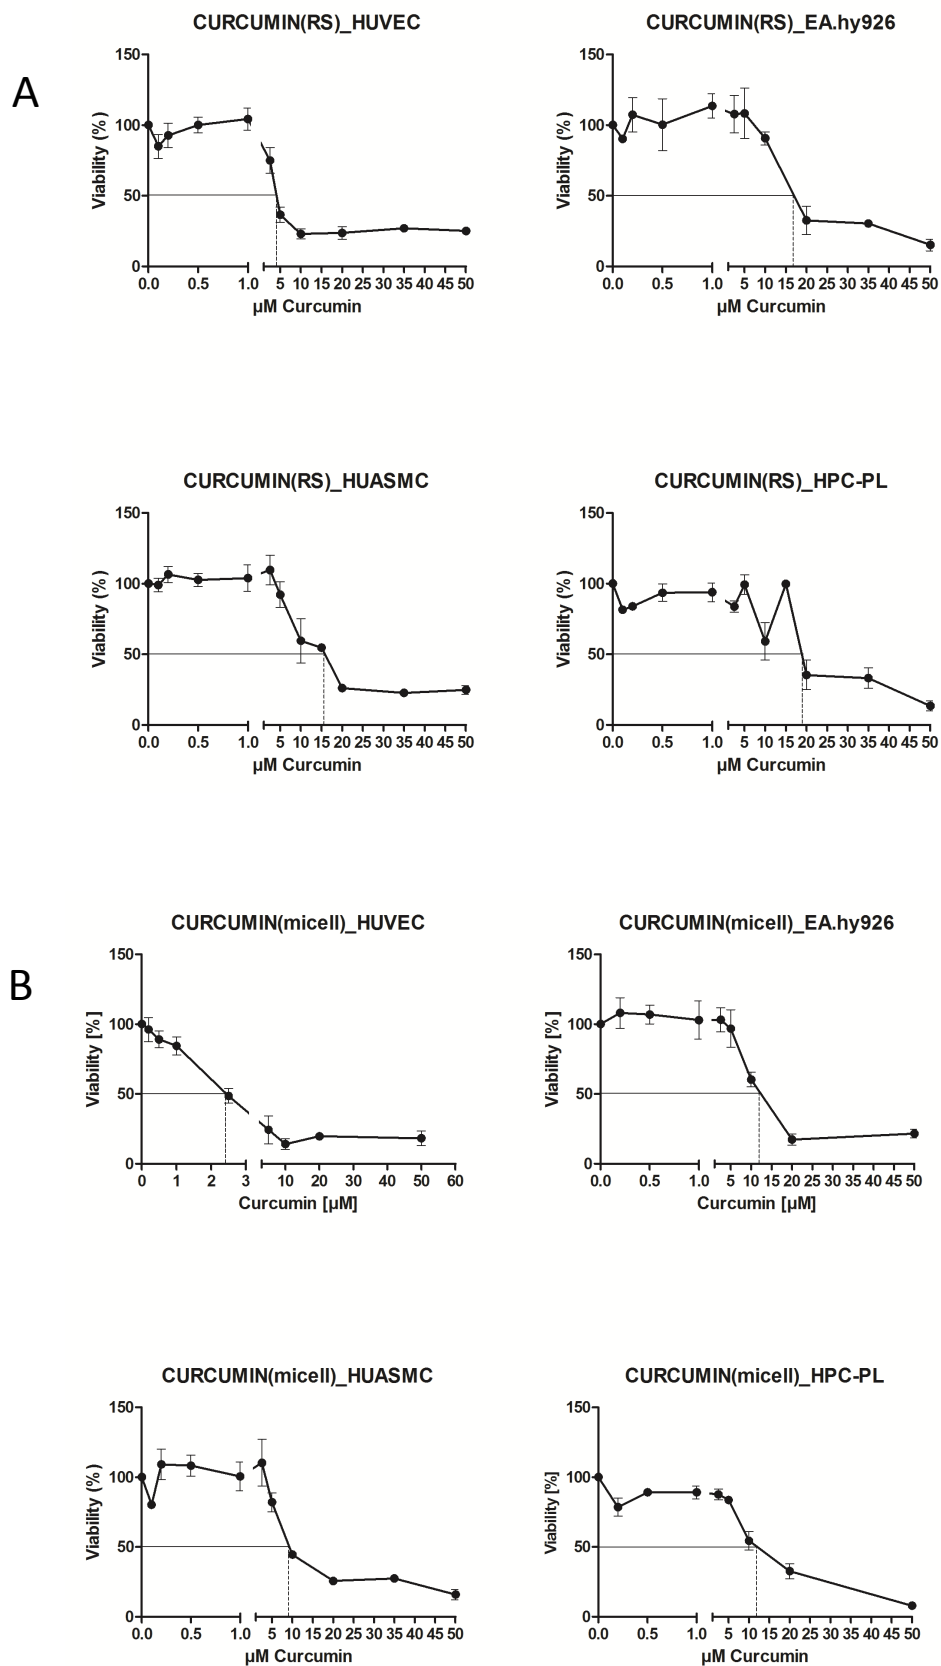 A
CURCUMIN(RS)_HUVEC
Viability (%)
150
100
50
0
0.0 0.5 1.0 5 10 15 20 25 30 35 40 45 50
µM Curcumin
CURCUMIN(RS)_EA.hy926
Viability (%)
150
100
50
0
0.0 0.5 1.0 5 10 15 20 25 30 35 40 45 50
µM Curcumin
CURCUMIN(RS)_HUASMC
Viability (%)
150
100
50
0
0.0 0.5 1.0 5 10 15 20 25 30 35 40 45 50
µM Curcumin
CURCUMIN(RS)_HPC-PL
Viability (%)
150
100
50
0
0.0 0.5 1.0 5 10 15 20 25 30 35 40 45 50
µM Curcumin
B
CURCUMIN(micell)_HUVEC
Viability [%]
150
100
50
0
0 1 2 3 10 20 30 40 50 60
Curcumin [µM]
CURCUMIN(micell)_EA.hy926
Viability [%]
150
100
50
0
0.0 0.5 1.0 5 10 15 20 25 30 35 40 45 50
Curcumin [µM]
CURCUMIN(micell)_HUASMC
Viability (%)
150
100
50
0
0.0 0.5 1.0 5 10 15 20 25 30 35 40 45 50
µM Curcumin
CURCUMIN(micell)_HPC-PL
Viability [%]
150
100
50
0
0.0 0.5 1.0 5 10 15 20 25 30 35 40 45 50
µM Curcumin